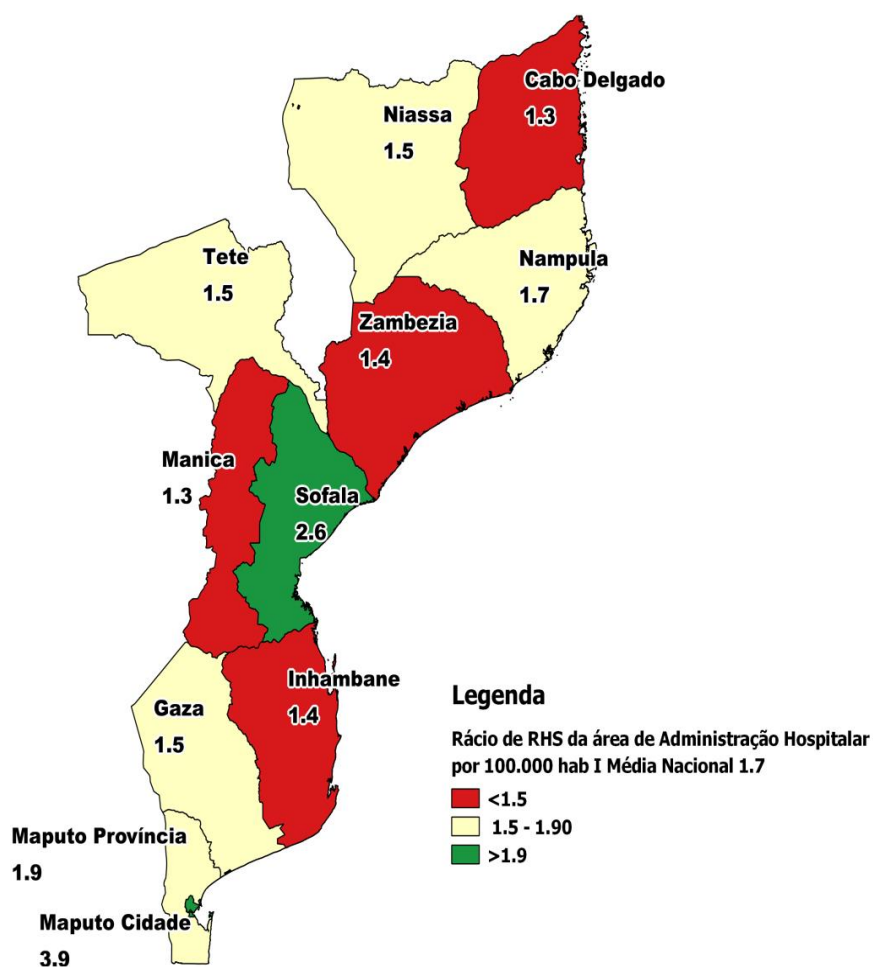 Cabo Delgado
1.3
Niassa
1.5
Tete
1.5
Nampula
1.7
Zambezia
1.4
Manica
1.3
Sofala
2.6
Inhambane
1.4
Gaza
1.5
Maputo Província
1.9
Maputo Cidade
3.9
Legenda
Rácio de RHS da área de Administração Hospitalar
por 100.000 hab I Média Nacional 1.7
<1.5
1.5 - 1.90
>1.9